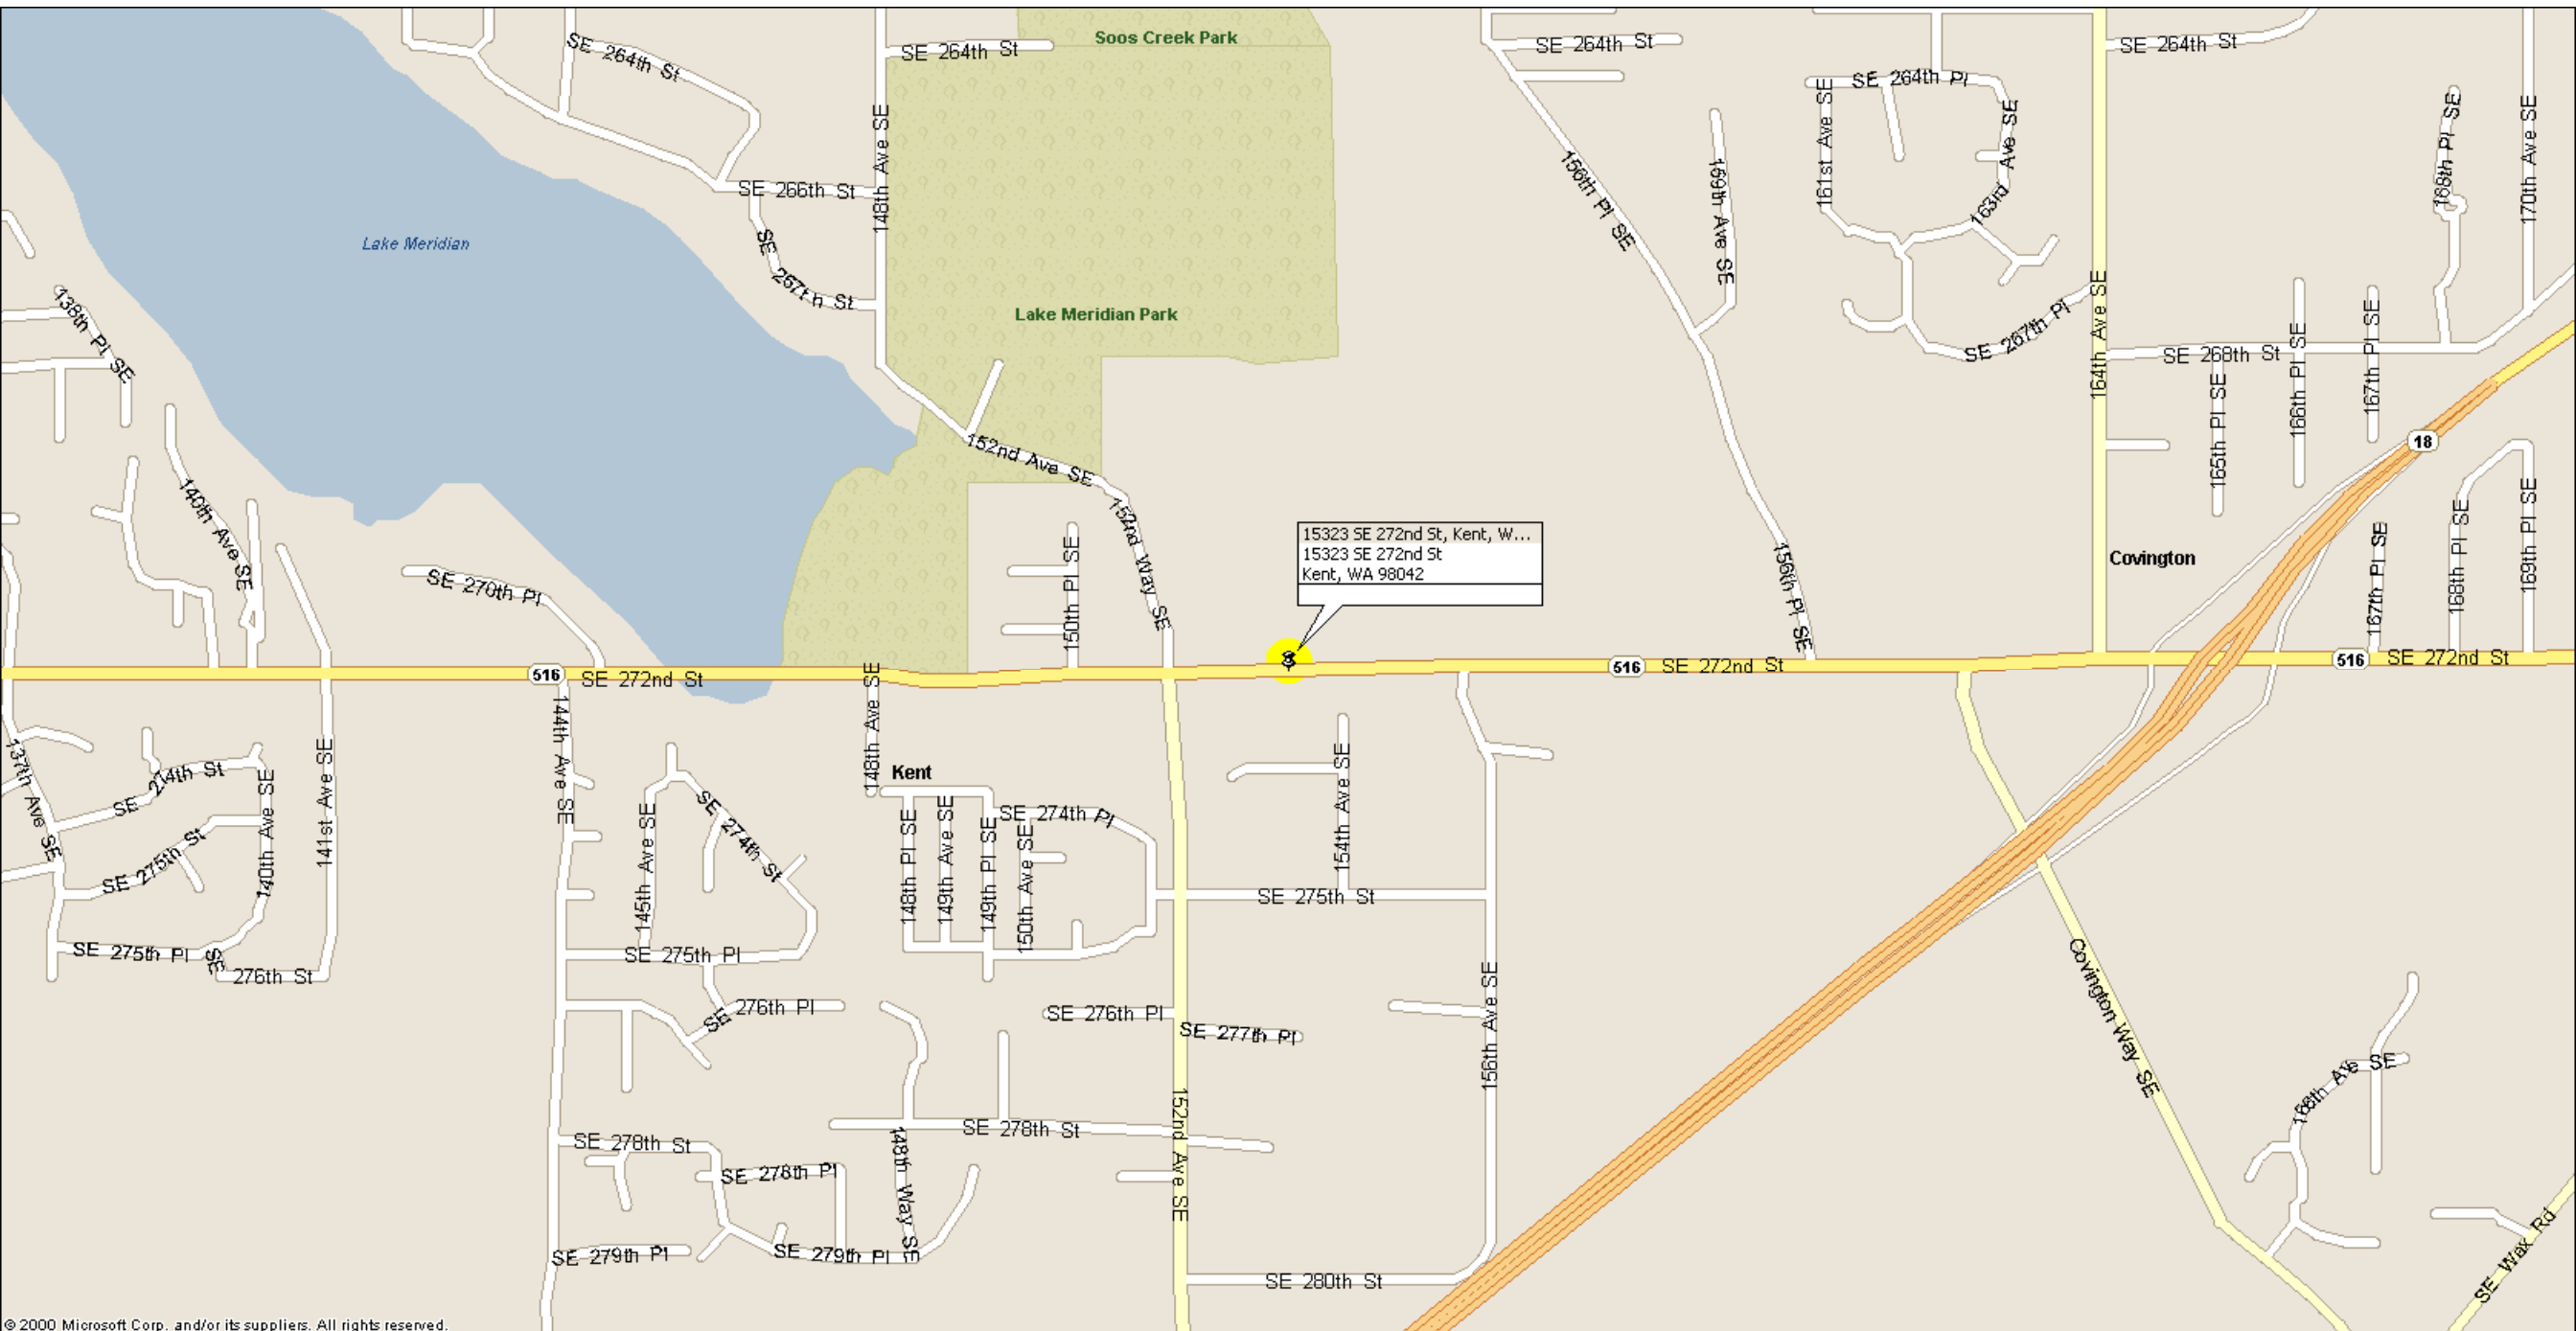 Soos Creek Park
SE 264th St
SE 264th St
SE 264th St
SE 264th St
SE 264th Pl
148th Ave SE
161st Ave SE
163rd Ave SE
168th Pl SE
170th Ave SE
156th Pl SE
159th Ave SE
SE 266th St
Lake Meridian
SE 267th St
Lake Meridian Park
138th Pl SE
164th Ave SE
SE 267th Pl
SE 268th St
165th Pl SE
166th Pl SE
167th Pl SE
18
152nd Ave SE
140th Ave SE
152nd Way SE
15323 SE 272nd St, Kent, W...
15323 SE 272nd St
Kent, WA 98042
Covington
SE 270th Pl
150th Pl SE
156th Pl SE
167th Pl SE
168th Pl SE
169th Pl SE
516
SE 272nd St
516
SE 272nd St
516
SE 272nd St
148th Ave SE
144th Ave SE
137th Ave SE
SE 274th St
140th Ave SE
141st Ave SE
Kent
SE 275th St
145th Ave SE
SE 274th St
148th Pl SE
149th Ave SE
149th Pl SE
150th Ave SE
SE 274th Pl
154th Ave SE
SE 275th St
SE 275th Pl
SE 276th St
SE 275th Pl
SE 276th Pl
SE 276th Pl
SE 277th Pl
156th Ave SE
Covington Way SE
168th Ave SE
152nd Ave SE
SE 278th St
SE 278th St
148th Way SE
SE 278th Pl
SE 279th Pl
SE 279th Pl
SE 280th St
SE Wax Rd
© 2000 Microsoft Corp. and/or its suppliers. All rights reserved.